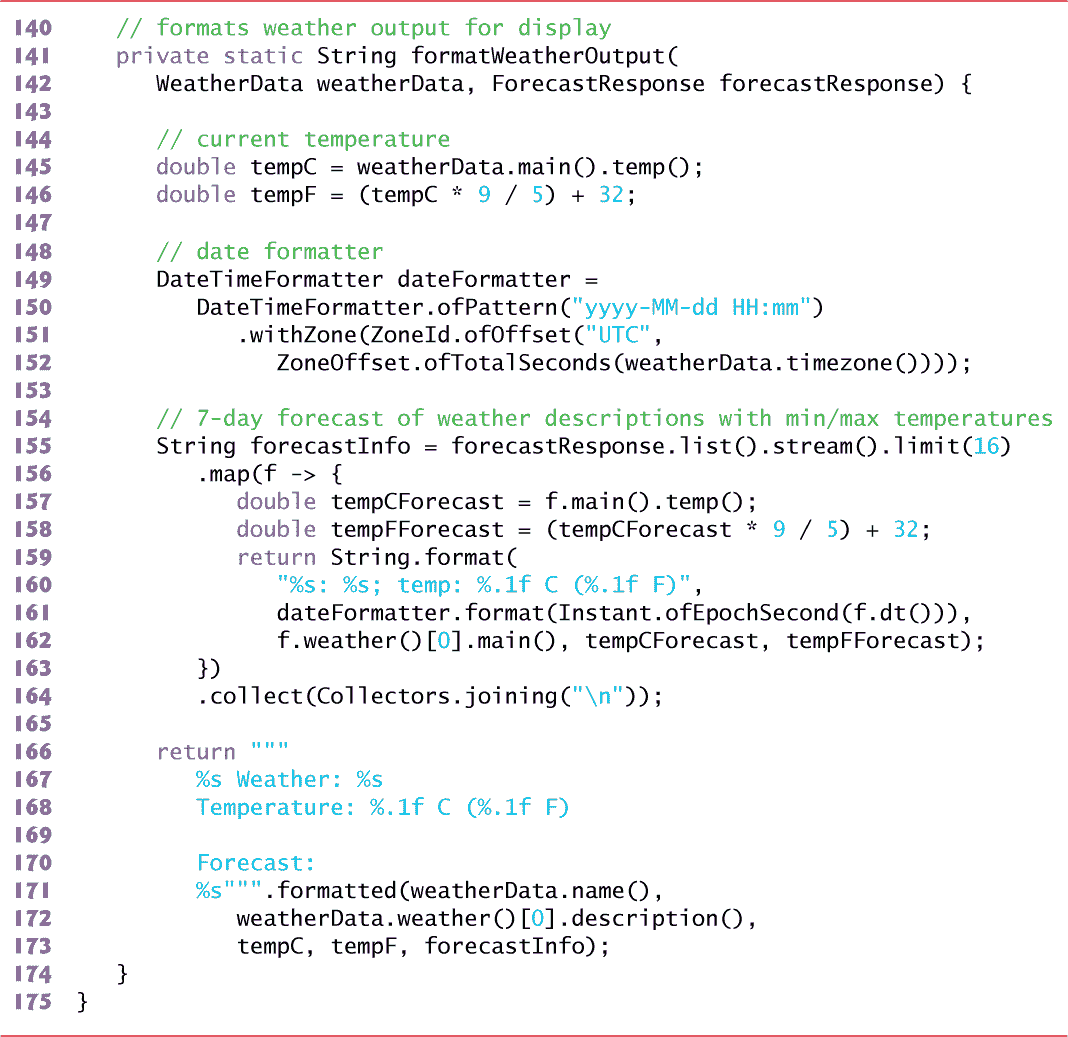 140 // formats weather output for display
141 private static String formatWeatherOutput(
142 WeatherData weatherData, ForecastResponse forecastResponse) {
143
144 // current temperature
145 double tempC = weatherData.main().temp();
146 double tempF = (tempC * 9 / 5) + 32;
147
148 // date formatter
149 DateTimeFormatter dateFormatter =
150 DateTimeFormatter.ofPattern("yyyy-MM-dd HH:mm")
151 .withZone(ZoneId.ofOffset("UTC",
152 ZoneOffset.ofTotalSeconds(weatherData.timezone())));
153
154 // 7-day forecast of weather descriptions with min/max temperatures
155 String forecastInfo = forecastResponse.list().stream().limit(16)
156 .map(f -> {
157 double tempCForecast = f.main().temp();
158 double tempFForecast = (tempCForecast * 9 / 5) + 32;
159 return String.format(
160 "%s: %s; temp: %.1f C (%.1f F)",
161 dateFormatter.format(Instant.ofEpochSecond(f.dt())),
162 f.weather()[0].main(), tempCForecast, tempFForecast);
163 })
164 .collect(Collectors.joining("\n"));
165
166 return """
167 %s Weather: %s
168 Temperature: %.1f C (%.1f F)
169
170 Forecast:
171 %s""".formatted(weatherData.name(),
172 weatherData.weather()[0].description(),
173 tempC, tempF, forecastInfo);
174 }
175 }